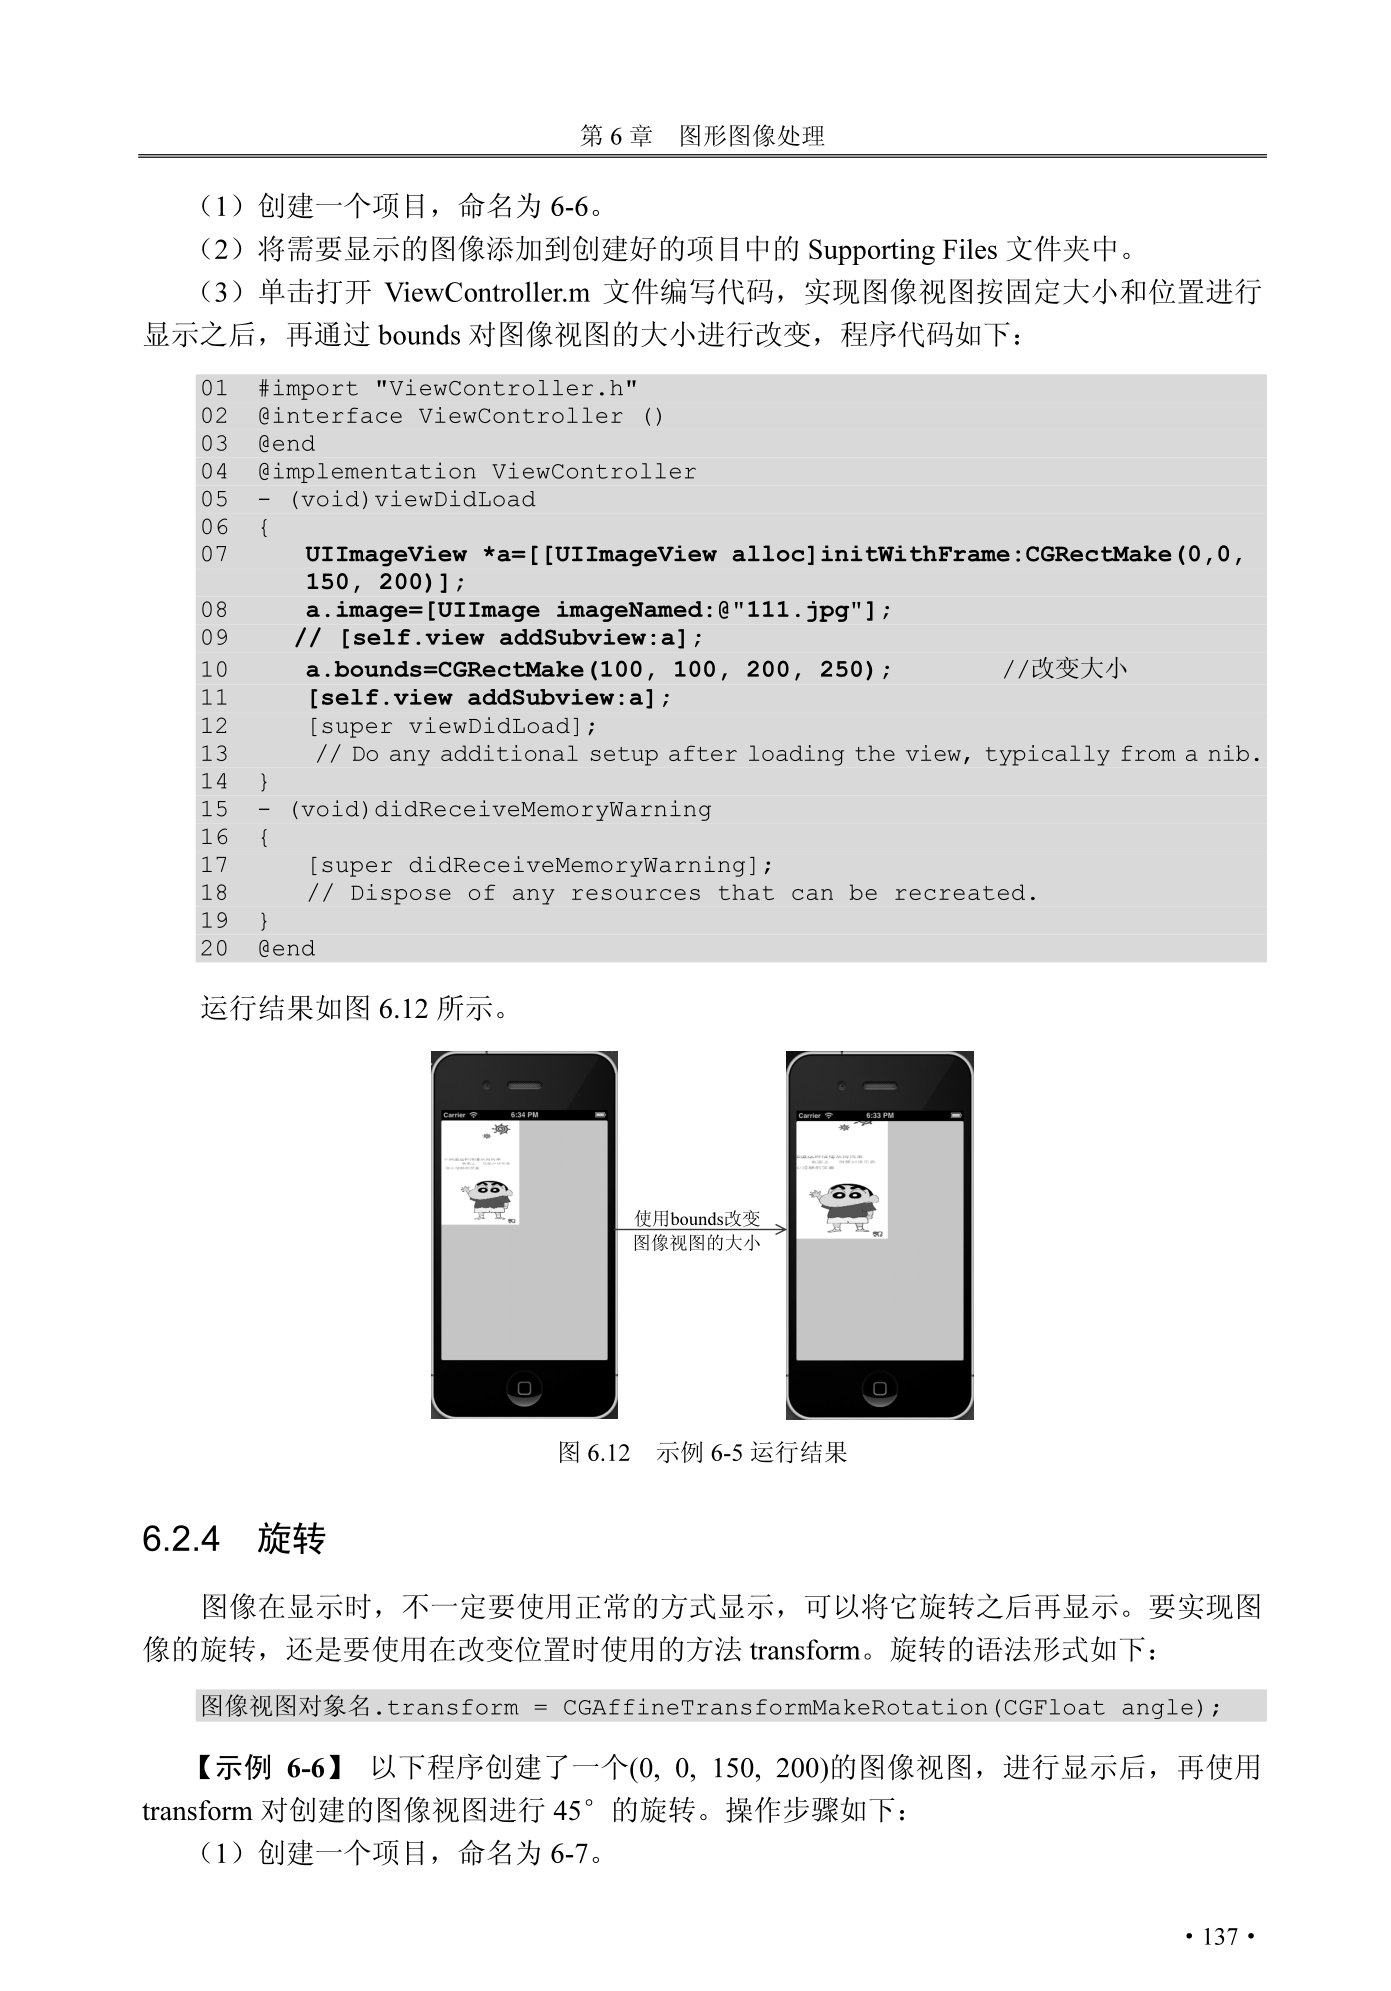 第 6 章 图形图像处理
（1）创建一个项目，命名为 6-6。
（2）将需要显示的图像添加到创建好的项目中的 Supporting Files 文件夹中。
（3）单击打开 ViewController.m 文件编写代码，实现图像视图按固定大小和位置进行
显示之后，再通过 bounds 对图像视图的大小进行改变，程序代码如下：
01 #import "ViewController.h"
02 @interface ViewController ()
03 @end
04 @implementation ViewController
05 - (void)viewDidLoad
06 {
07 UIImageView *a=[[UIImageView alloc]initWithFrame:CGRectMake(0,0,
150, 200)];
08 a.image=[UIImage imageNamed:@"111.jpg"];
09 // [self.view addSubview:a];
10 a.bounds=CGRectMake(100, 100, 200, 250); //改变大小
11 [self.view addSubview:a];
12 [super viewDidLoad];
13 // Do any additional setup after loading the view, typically from a nib.
14 }
15 - (void)didReceiveMemoryWarning
16 {
17 [super didReceiveMemoryWarning];
18 // Dispose of any resources that can be recreated.
19 }
20 @end
运行结果如图 6.12 所示。
Carrier 6:34 PM
Carrier 6:33 PM
使用bounds改变
图像视图的大小
图 6.12 示例 6-5 运行结果
6.2.4 旋转
图像在显示时，不一定要使用正常的方式显示，可以将它旋转之后再显示。要实现图
像的旋转，还是要使用在改变位置时使用的方法 transform。旋转的语法形式如下：
图像视图对象名.transform = CGAffineTransformMakeRotation(CGFloat angle);
【示例 6-6】 以下程序创建了一个(0, 0, 150, 200)的图像视图，进行显示后，再使用
transform 对创建的图像视图进行 45°的旋转。操作步骤如下：
（1）创建一个项目，命名为 6-7。
• 137 •